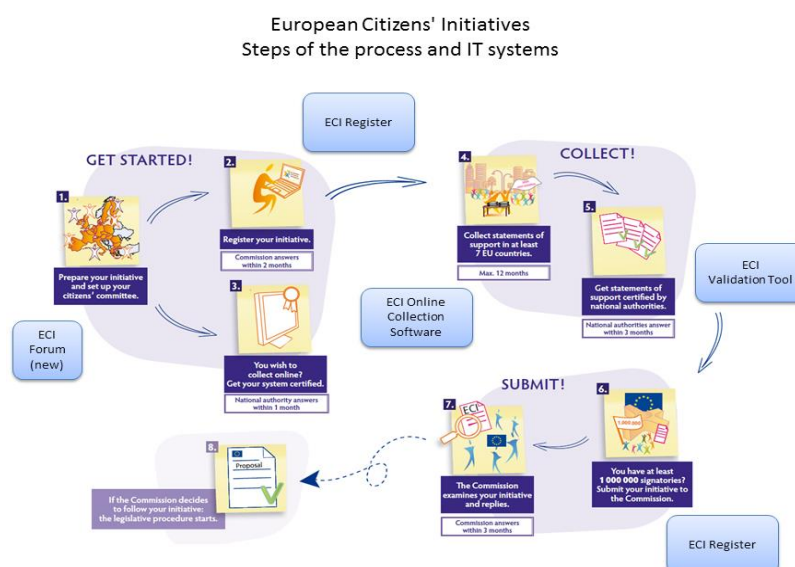 European Citizens' Initiatives
Steps of the process and IT systems
ECI Register
GET STARTED!
1.
Prepare your initiative
and set up your
citizens' committee.
2.
Register your initiative.
Commission answers
within 2 months
3.
You wish to
collect online?
Get your system certified.
National authority answers
within 1 month
ECI
Forum
(new)
ECI Online
Collection
Software
COLLECT!
4.
Collect statements of
support in at least
7 EU countries.
Max. 12 months
5.
Get statements of
support certified by
national authorities.
National authorities answer
within 3 months
ECI
Validation Tool
SUBMIT!
6.
1 000 000
You have at least
1 000 000 signatories?
Submit your initiative to
the Commission.
ECI Register
7.
ECI
The Commission
examines your initiative
and replies.
Commission answers
within 3 months
8.
Proposal
If the Commission decides
to follow your initiative:
the legislative procedure starts.